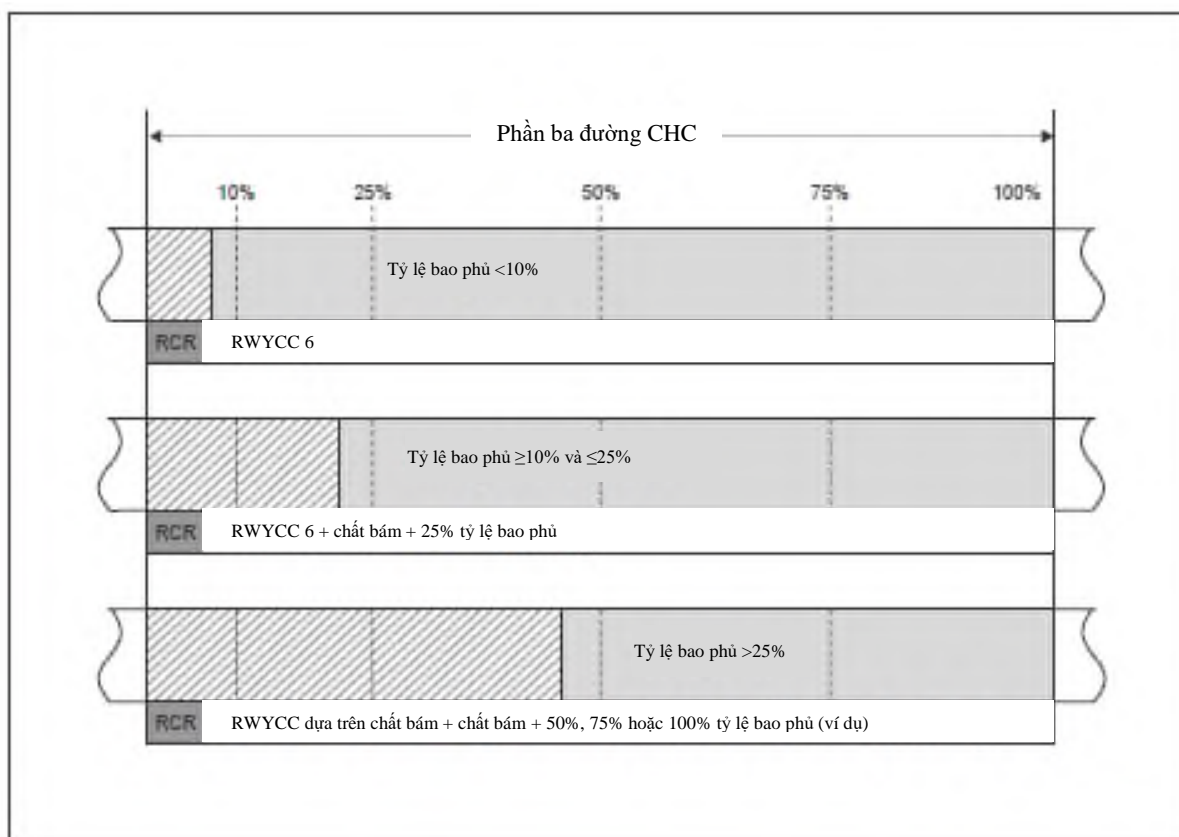 Phần ba đường CHC
10% 25% 50% 75% 100%
Tỷ lệ bao phủ <10%
RCR RWYCC 6
Tỷ lệ bao phủ ≥10% và ≤25%
RCR RWYCC 6 + chất bám + 25% tỷ lệ bao phủ
Tỷ lệ bao phủ >25%
RCR RWYCC dựa trên chất bám + chất bám + 50%, 75% hoặc 100% tỷ lệ bao phủ (ví dụ)